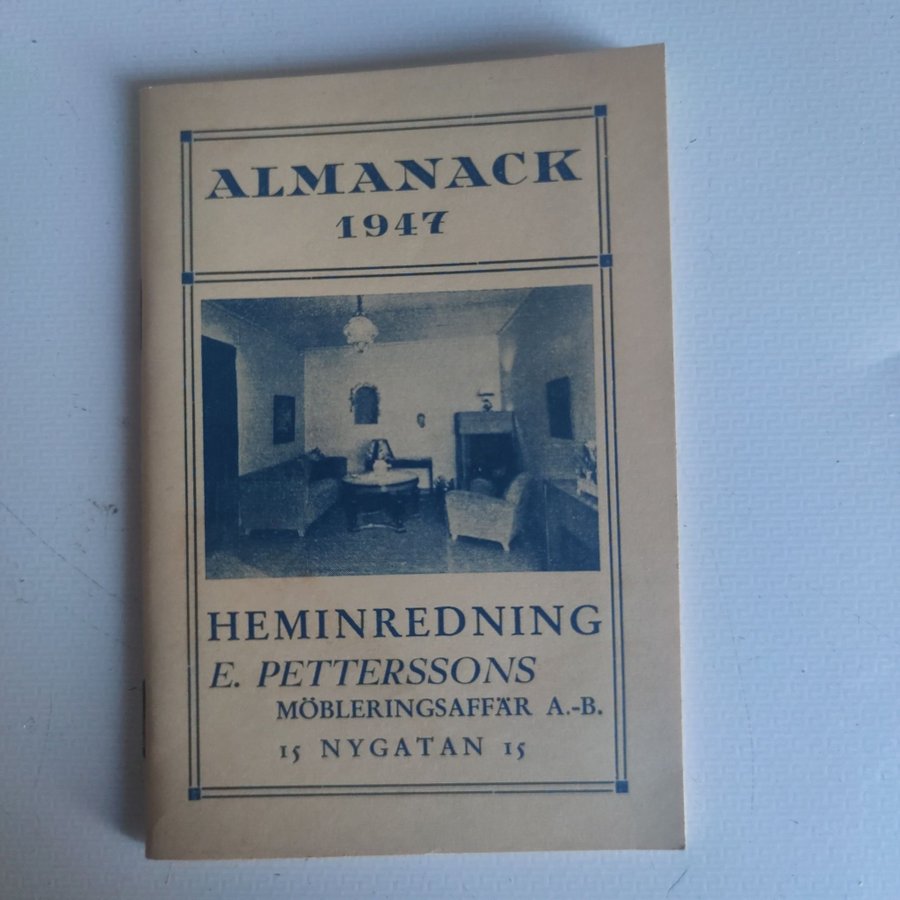 ALMANACK
1947
HEMINREDNING
E. PETTERSSONS
MÖBLERINGSAFFÄR A.-B.
15 NYGATAN 15